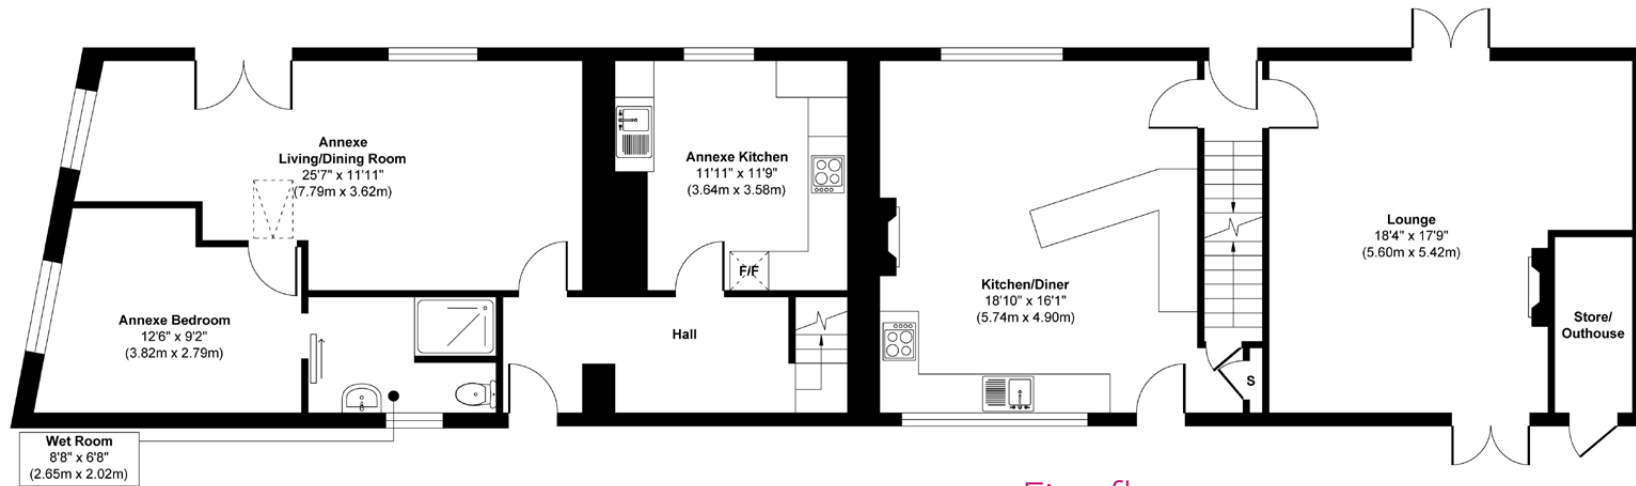 Annexe
Living/Dining Room
25'7" x 11'11"
(7.79m x 3.62m)
Annexe Kitchen
11'11" x 11'9"
(3.64m x 3.58m)
F/F
Annexe Bedroom
12'6" x 9'2"
(3.82m x 2.79m)
Hall
Wet Room
8'8" x 6'8"
(2.65m x 2.02m)
Kitchen/Diner
18'10" x 16'1"
(5.74m x 4.90m)
S
Lounge
18'4" x 17'9"
(5.60m x 5.42m)
Store/
Outhouse